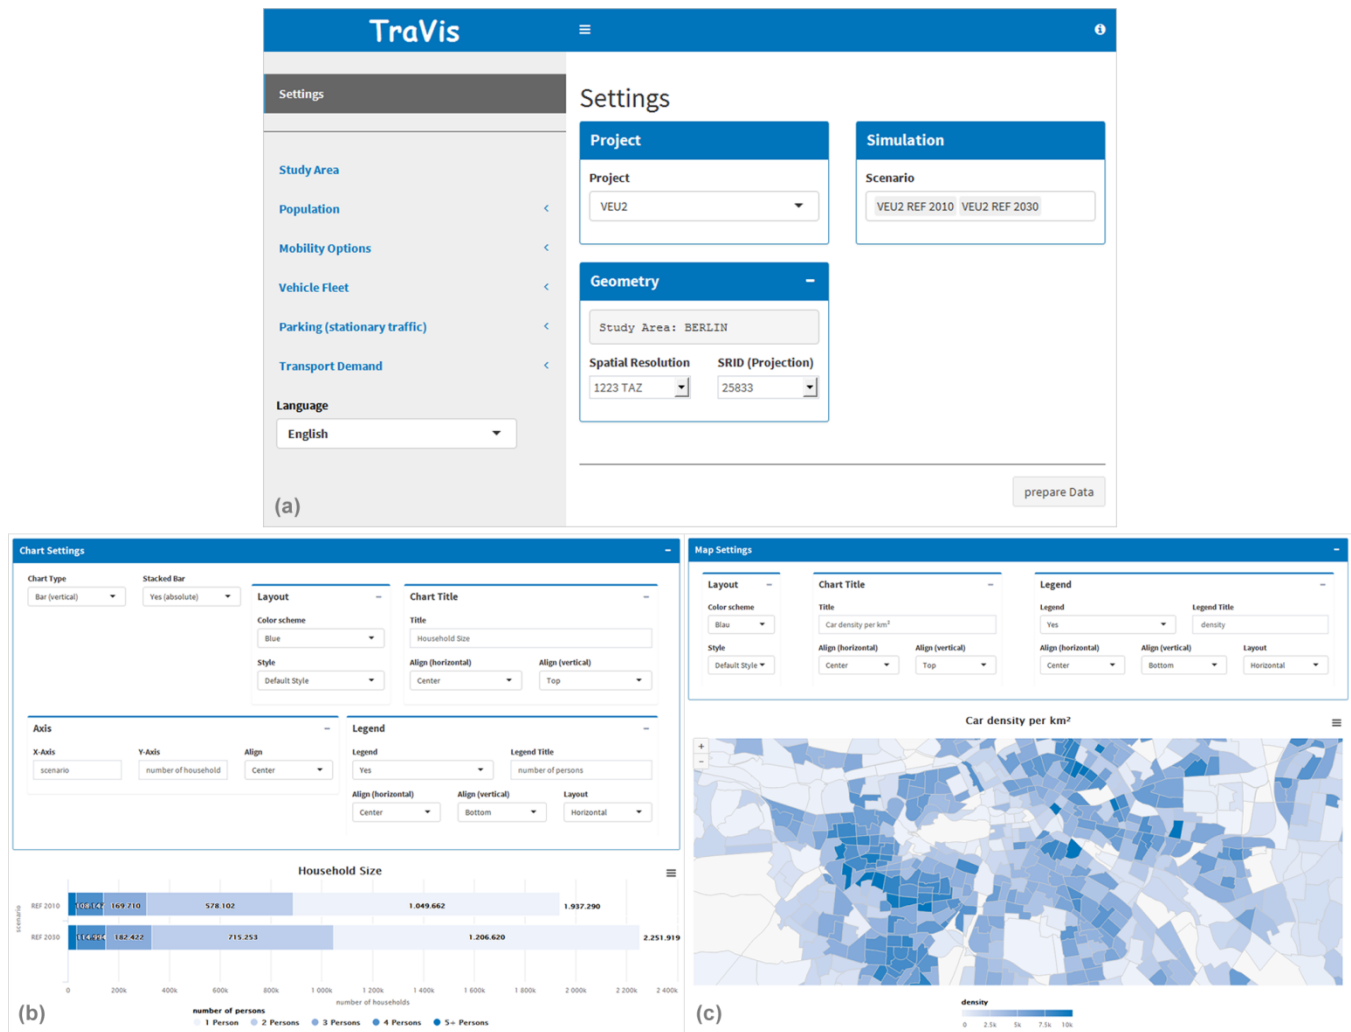 TraVis
Settings
Study Area
Population
Mobility Options
Vehicle Fleet
Parking (stationary traffic)
Transport Demand
Language
English
(a)
Settings
Project
Project
VEU2
Simulation
Scenario
VEU2 REF 2010 VEU2 REF 2030
Geometry
Study Area: BERLIN
Spatial Resolution SRID (Projection)
1223 TAZ 25833
prepare Data
Chart Settings
Chart Type Stacked Bar
Bar (vertical) Yes (absolute)
Layout
Color scheme
Blue
Style
Default Style
Chart Title
Title
Household Size
Align (horizontal) Align (vertical)
Center Top
Axis
X-Axis Y-Axis Align
scenario number of household Center
Legend
Legend Legend Title
Yes number of persons
Align (horizontal) Align (vertical) Layout
Center Bottom Horizontal
Household Size
scenario
REF 2010 169.710 578.102 1.049.662 1.937.290
REF 2030 182.422 715.253 1.206.620 2.251.919
0 200k 400k 600k 800k 1 000k 1 200k 1 400k 1 600k 1 800k 2 000k 2 200k 2 400k
number of households
number of persons
1 Person 2 Persons 3 Persons 4 Persons 5+ Persons
(b)
Map Settings
Layout
Color scheme
Blau
Style
Default Style
Chart Title
Title
Car density per km²
Align (horizontal) Align (vertical)
Center Top
Legend
Legend Legend Title
Yes density
Align (horizontal) Align (vertical) Layout
Center Bottom Horizontal
Car density per km²
density
0 2.5k 5k 7.5k 10k
(c)